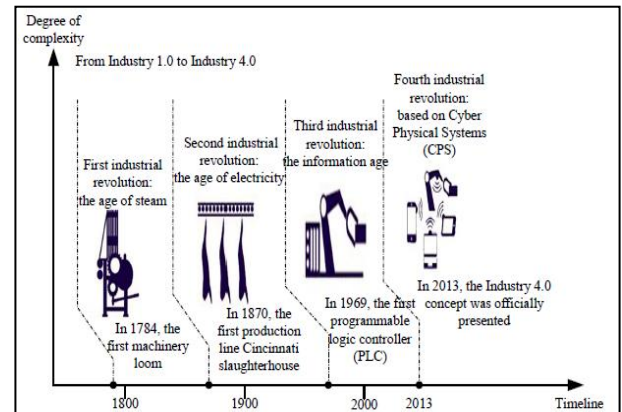 Degree of
complexity
From Industry 1.0 to Industry 4.0
First industrial
revolution:
the age of steam
In 1784, the
first machinery
loom
Second industrial
revolution:
the age of electricity
In 1870, the
first production
line Cincinnati
slaughterhouse
Third industrial
revolution:
the information age
In 1969, the first
programmable
logic controller
(PLC)
Fourth industrial
revolution:
based on Cyber
Physical Systems
(CPS)
In 2013, the Industry 4.0
concept was officially
presented
1800
1900
2000
2013
Timeline